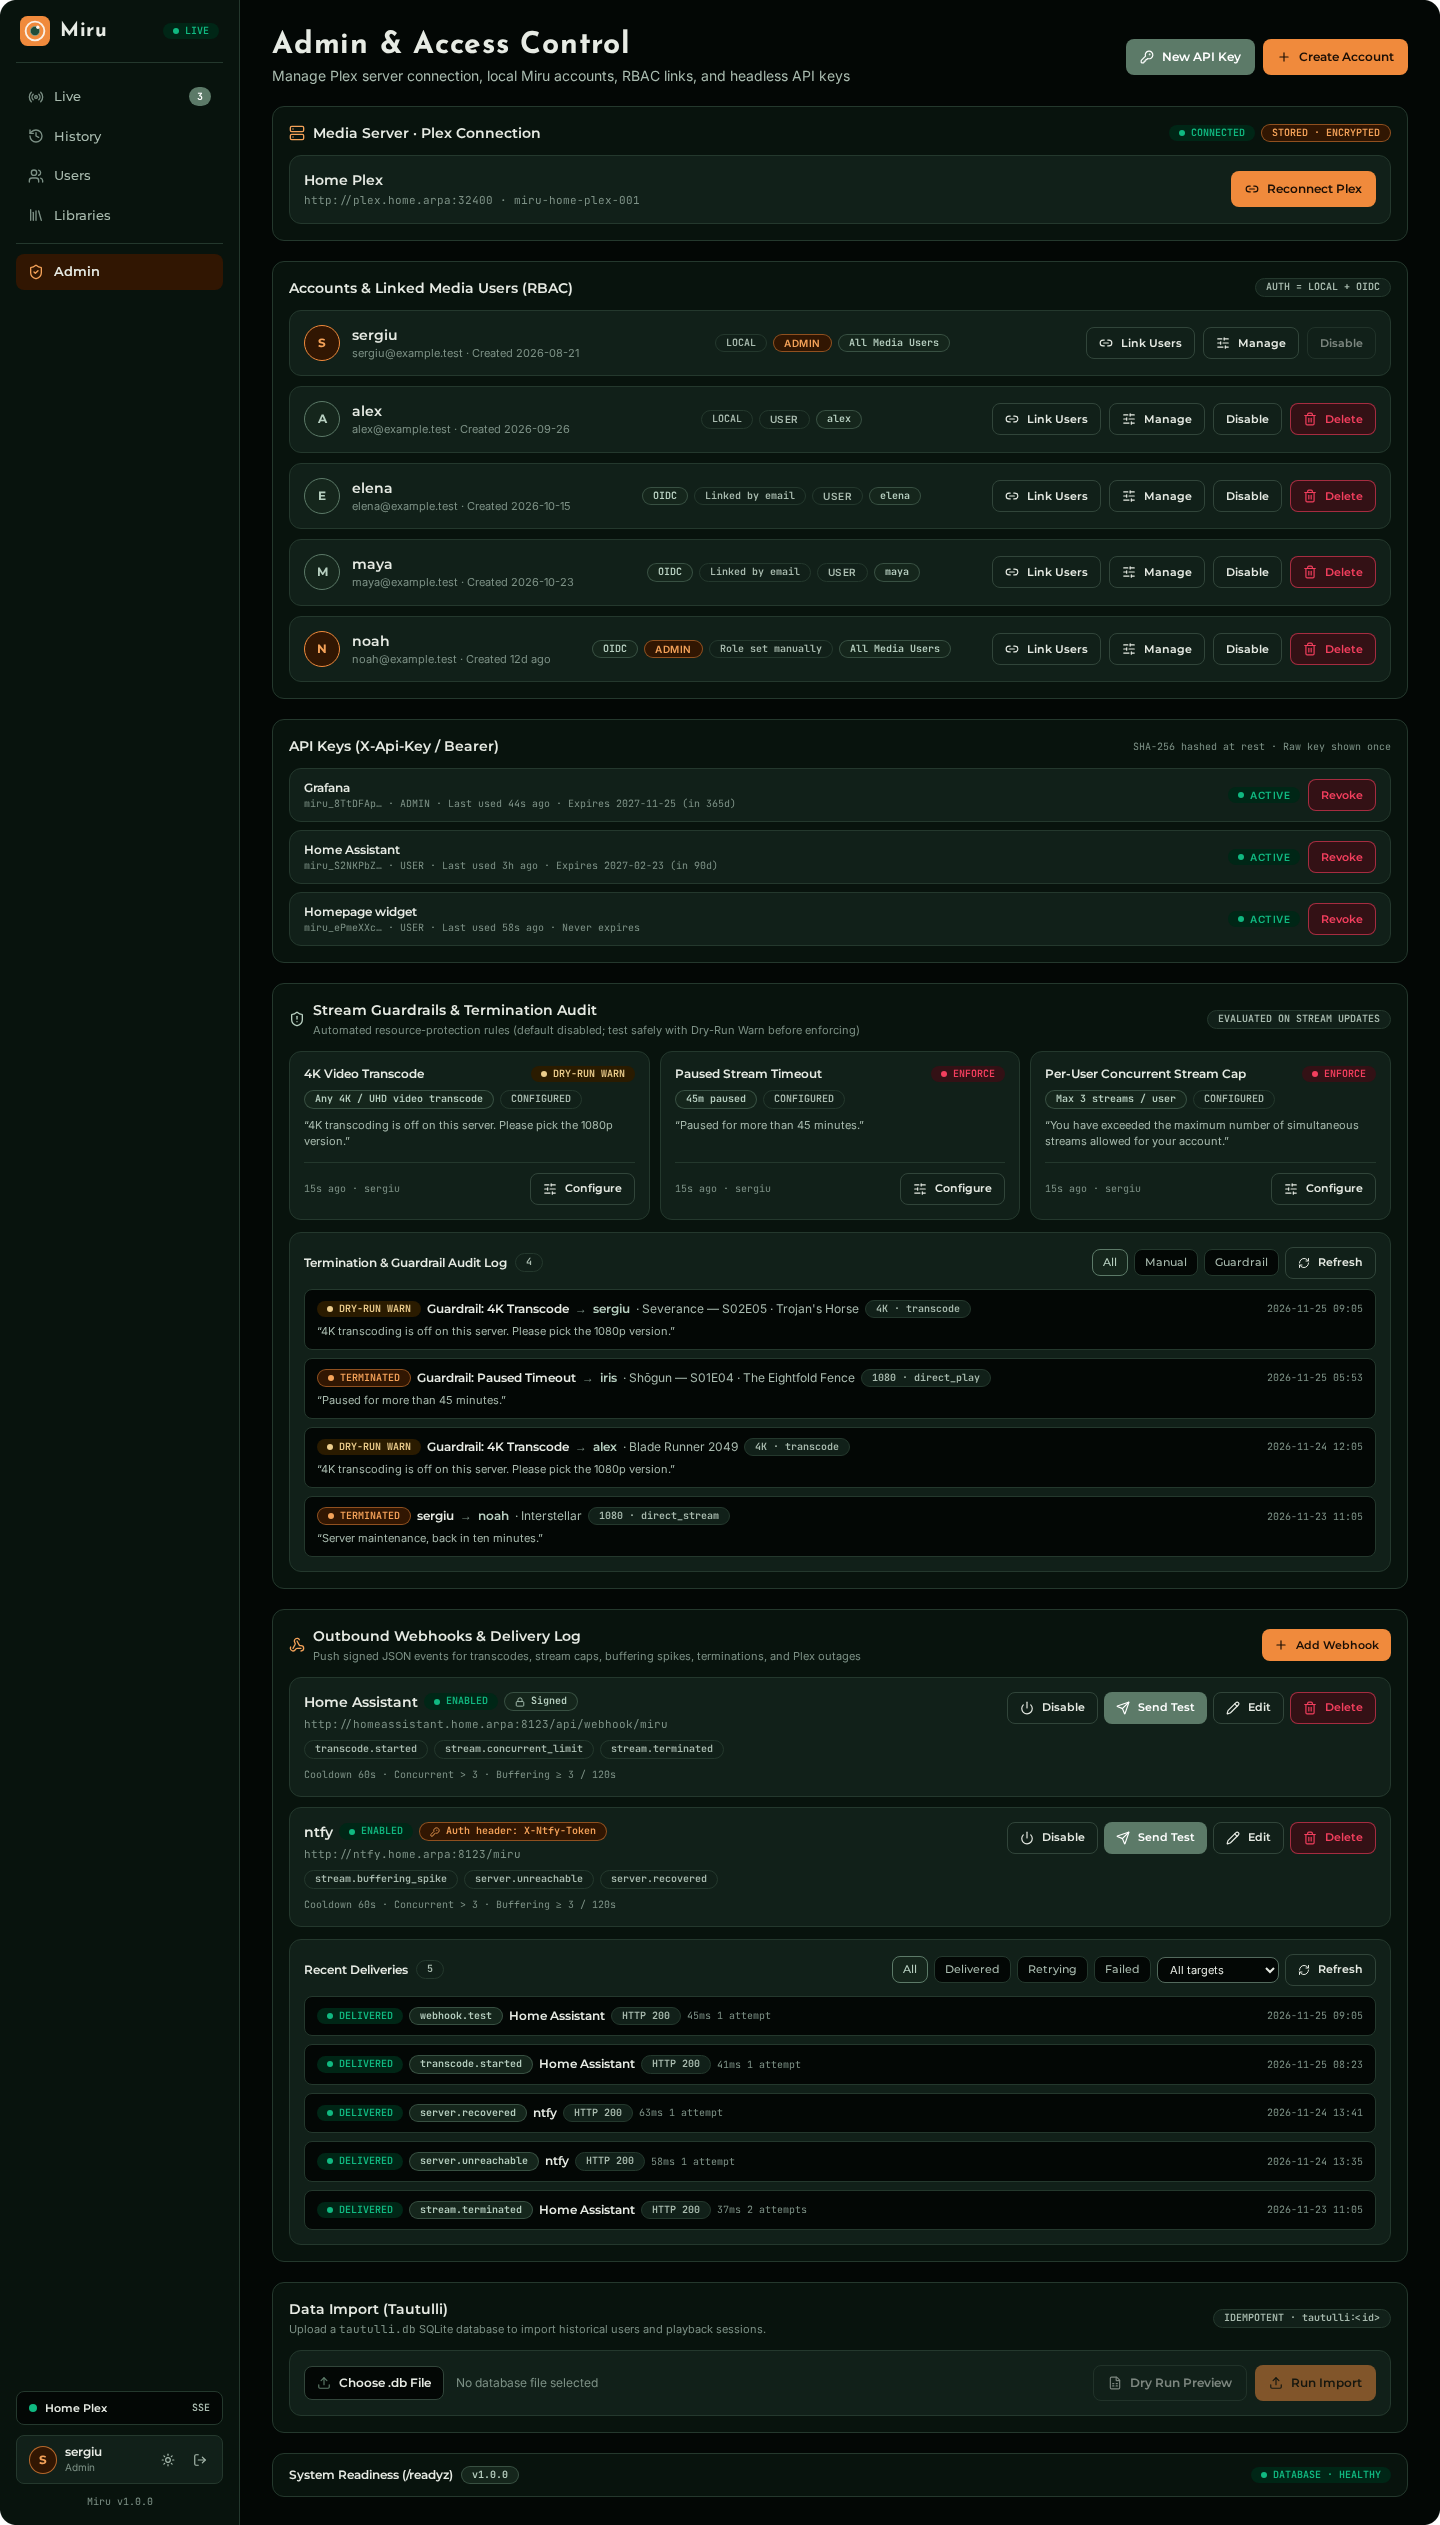 Miru
LIVE
Live 3
History
Users
Libraries
Admin
Admin & Access Control
Manage Plex server connection, local Miru accounts, RBAC links, and headless API keys
New API Key
Create Account
Media Server · Plex Connection
CONNECTED
STORED · ENCRYPTED
Home Plex
http://plex.home.arpa:32400 · miru-home-plex-001
Reconnect Plex
Accounts & Linked Media Users (RBAC)
AUTH = LOCAL + OIDC
S sergiu
sergiu@example.test · Created 2026-08-21
LOCAL ADMIN All Media Users
Link Users Manage Disable
A alex
alex@example.test · Created 2026-09-26
LOCAL USER alex
Link Users Manage Disable Delete
E elena
elena@example.test · Created 2026-10-15
OIDC Linked by email USER elena
Link Users Manage Disable Delete
M maya
maya@example.test · Created 2026-10-23
OIDC Linked by email USER maya
Link Users Manage Disable Delete
N noah
noah@example.test · Created 12d ago
OIDC ADMIN Role set manually All Media Users
Link Users Manage Disable Delete
API Keys (X-Api-Key / Bearer)
SHA-256 hashed at rest · Raw key shown once
Grafana
miru_8TtDFAp… · ADMIN · Last used 44s ago · Expires 2027-11-25 (in 365d)
ACTIVE Revoke
Home Assistant
miru_S2NKPbZ… · USER · Last used 3h ago · Expires 2027-02-23 (in 90d)
ACTIVE Revoke
Homepage widget
miru_ePmeXXc… · USER · Last used 58s ago · Never expires
ACTIVE Revoke
Stream Guardrails & Termination Audit
Automated resource-protection rules (default disabled; test safely with Dry-Run Warn before enforcing)
EVALUATED ON STREAM UPDATES
4K Video Transcode DRY-RUN WARN
Any 4K / UHD video transcode CONFIGURED
“4K transcoding is off on this server. Please pick the 1080p
version.”
15s ago · sergiu Configure
Paused Stream Timeout ENFORCE
45m paused CONFIGURED
“Paused for more than 45 minutes.”
15s ago · sergiu Configure
Per-User Concurrent Stream Cap ENFORCE
Max 3 streams / user CONFIGURED
“You have exceeded the maximum number of simultaneous
streams allowed for your account.”
15s ago · sergiu Configure
Termination & Guardrail Audit Log 4
All Manual Guardrail Refresh
DRY-RUN WARN Guardrail: 4K Transcode → sergiu · Severance — S02E05 · Trojan's Horse 4K · transcode 2026-11-25 09:05
“4K transcoding is off on this server. Please pick the 1080p version.”
TERMINATED Guardrail: Paused Timeout → iris · Shōgun — S01E04 · The Eightfold Fence 1080 · direct_play 2026-11-25 05:53
“Paused for more than 45 minutes.”
DRY-RUN WARN Guardrail: 4K Transcode → alex · Blade Runner 2049 4K · transcode 2026-11-24 12:05
“4K transcoding is off on this server. Please pick the 1080p version.”
TERMINATED sergiu → noah · Interstellar 1080 · direct_stream 2026-11-23 11:05
“Server maintenance, back in ten minutes.”
Outbound Webhooks & Delivery Log
Push signed JSON events for transcodes, stream caps, buffering spikes, terminations, and Plex outages
Add Webhook
Home Assistant ENABLED Signed
http://homeassistant.home.arpa:8123/api/webhook/miru
transcode.started stream.concurrent_limit stream.terminated
Cooldown 60s · Concurrent > 3 · Buffering ≥ 3 / 120s
Disable Send Test Edit Delete
ntfy ENABLED Auth header: X-Ntfy-Token
http://ntfy.home.arpa:8123/miru
stream.buffering_spike server.unreachable server.recovered
Cooldown 60s · Concurrent > 3 · Buffering ≥ 3 / 120s
Disable Send Test Edit Delete
Recent Deliveries 5
All Delivered Retrying Failed All targets Refresh
DELIVERED webhook.test Home Assistant HTTP 200 45ms 1 attempt 2026-11-25 09:05
DELIVERED transcode.started Home Assistant HTTP 200 41ms 1 attempt 2026-11-25 08:23
DELIVERED server.recovered ntfy HTTP 200 63ms 1 attempt 2026-11-24 13:41
DELIVERED server.unreachable ntfy HTTP 200 58ms 1 attempt 2026-11-24 13:35
DELIVERED stream.terminated Home Assistant HTTP 200 37ms 2 attempts 2026-11-23 11:05
Data Import (Tautulli)
Upload a tautulli.db SQLite database to import historical users and playback sessions.
IDEMPOTENT · tautulli:<id>
Choose .db File No database file selected
Dry Run Preview Run Import
System Readiness (/readyz) v1.0.0
DATABASE · HEALTHY
Home Plex SSE
S sergiu
Admin
Miru v1.0.0